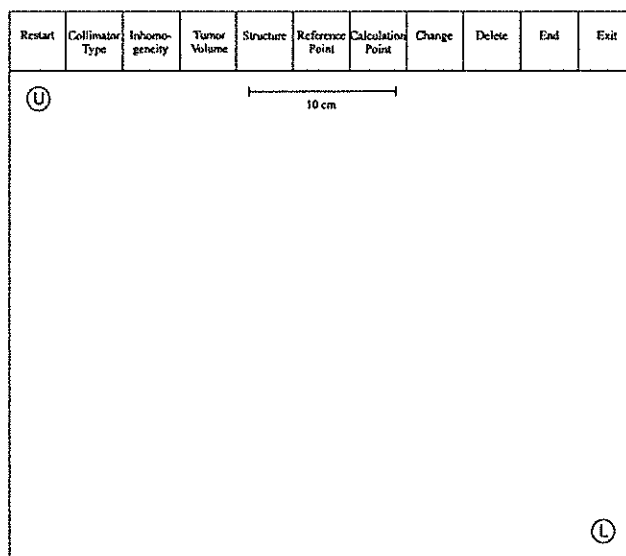 Restart
Collimator
Type
Inhomo-
geneity
Tumor
Volume
Structure
Reference
Point
Calculation
Point
Change
Delete
End
Exit
U
10 cm
L